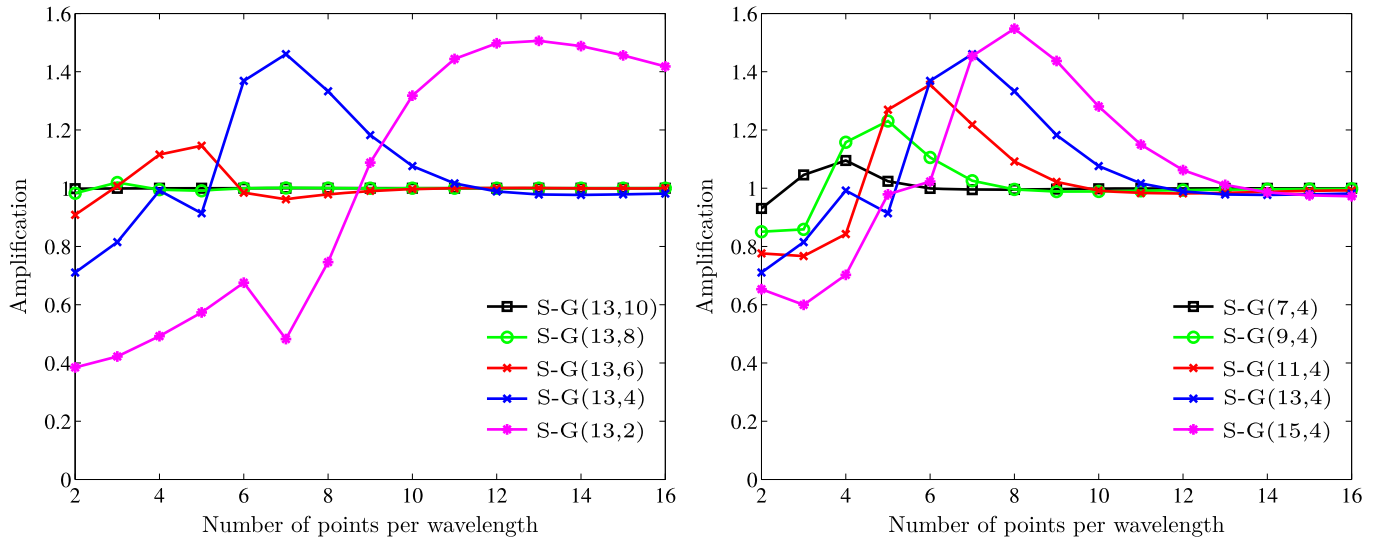 1.6
1.4
1.2
1
0.8
0.6
0.4
0.2
0
Amplification
2 4 6 8 10 12 14 16
Number of points per wavelength
S-G(13,10)
S-G(13,8)
S-G(13,6)
S-G(13,4)
S-G(13,2)
1.6
1.4
1.2
1
0.8
0.6
0.4
0.2
0
Amplification
2 4 6 8 10 12 14 16
Number of points per wavelength
S-G(7,4)
S-G(9,4)
S-G(11,4)
S-G(13,4)
S-G(15,4)